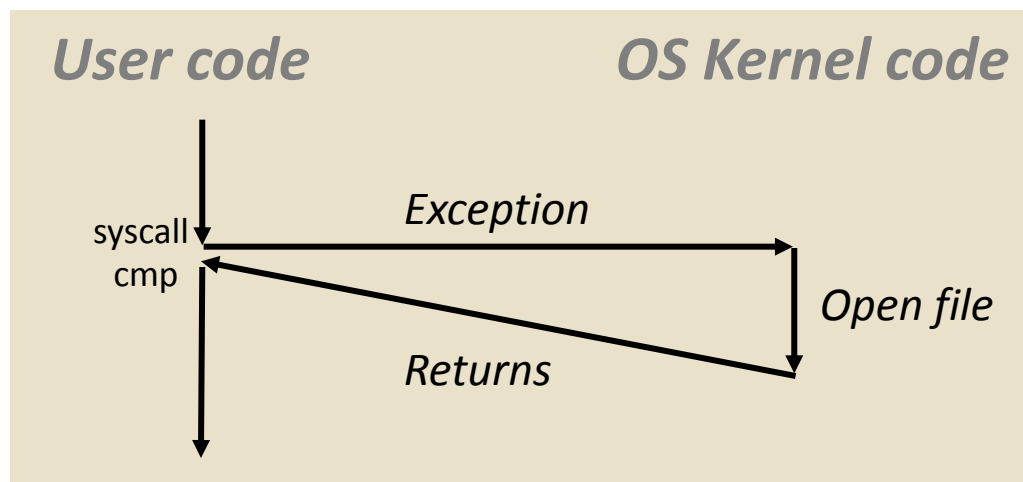 User code
OS Kernel code
Exception
syscall
cmp
Open file
Returns